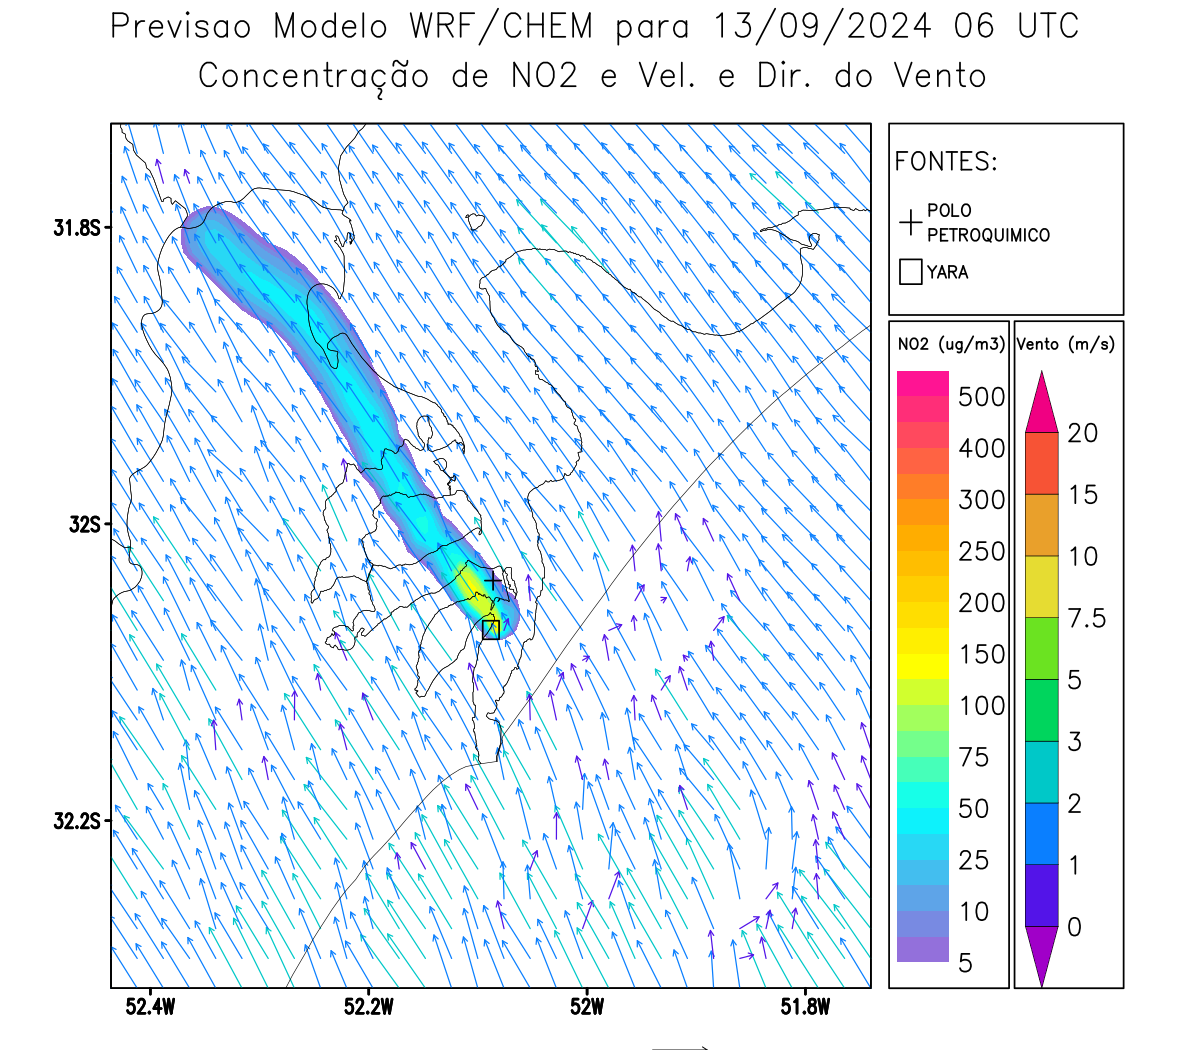 Previsao Modelo WRF/CHEM para 13/09/2024 06 UTC
Concentração de NO2 e Vel. e Dir. do Vento
FONTES:
POLO
PETROQUIMICO
YARA
NO2 (ug/m3)
500
400
300
250
200
150
100
75
50
25
10
5
Vento (m/s)
20
15
10
7.5
5
3
2
1
0
31.8S
32S
32.2S
52.4W
52.2W
52W
51.8W